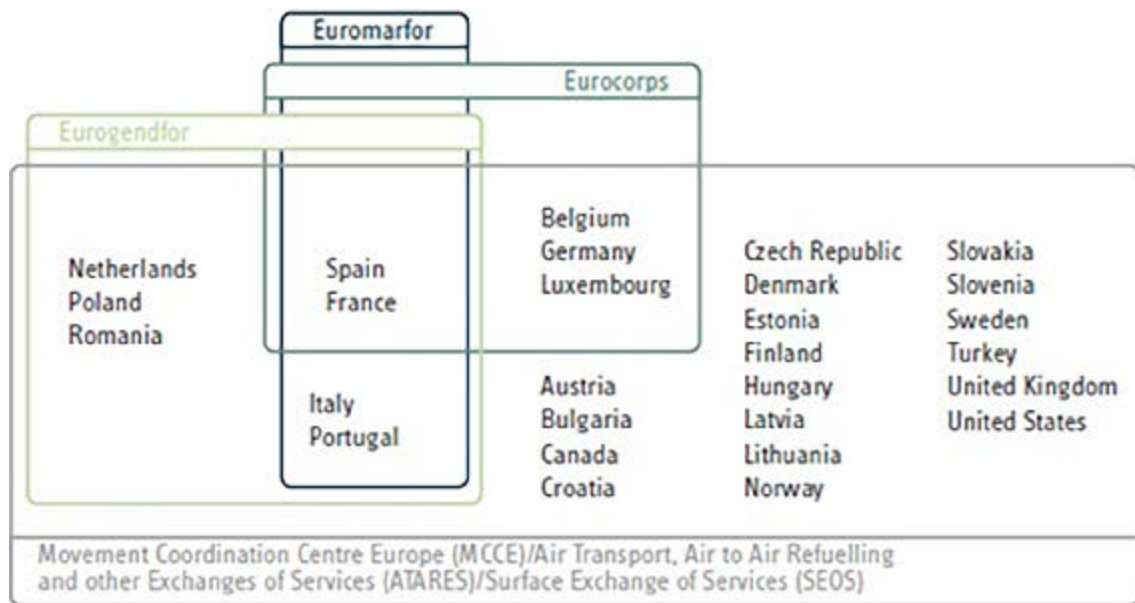 Euromarfor
Eurocorps
Eurogendfor
Netherlands
Poland
Romania
Spain
France
Italy
Portugal
Belgium
Germany
Luxembourg
Austria
Bulgaria
Canada
Croatia
Czech Republic
Denmark
Estonia
Finland
Hungary
Latvia
Lithuania
Norway
Slovakia
Slovenia
Sweden
Turkey
United Kingdom
United States
Movement Coordination Centre Europe (MCCE)/Air Transport, Air to Air Refuelling
and other Exchanges of Services (ATARES)/Surface Exchange of Services (SEOS)